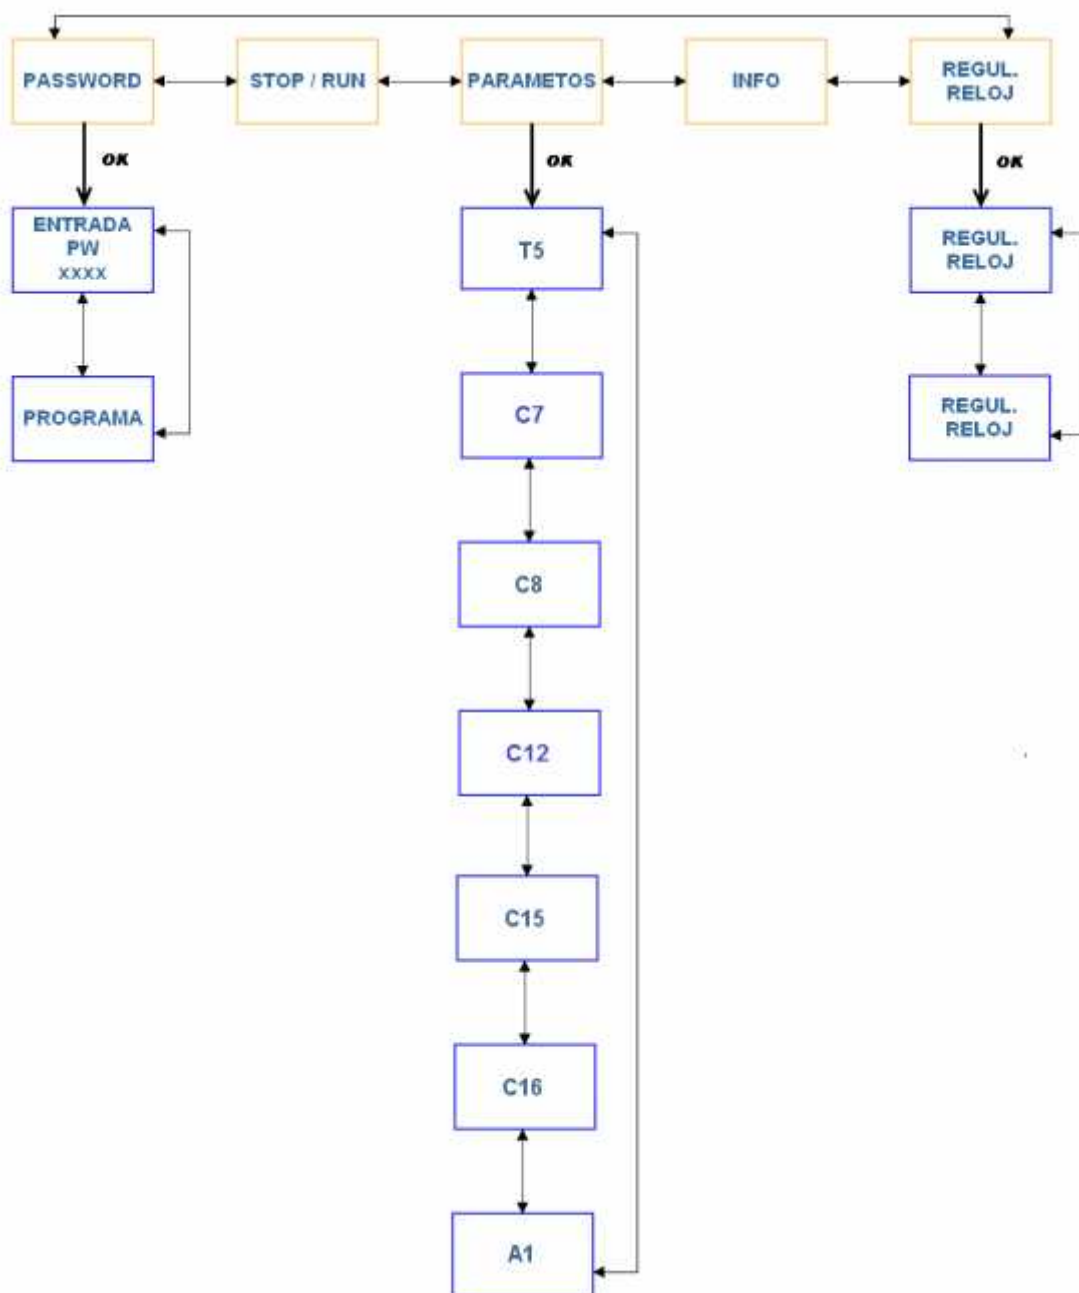 PASSWORD
STOP / RUN
PARAMETOS
INFO
REGUL.
RELOJ
OK
OK
OK
ENTRADA
PW
XXXX
T5
REGUL.
RELOJ
PROGRAMA
C7
REGUL.
RELOJ
C8
C12
C15
C16
A1